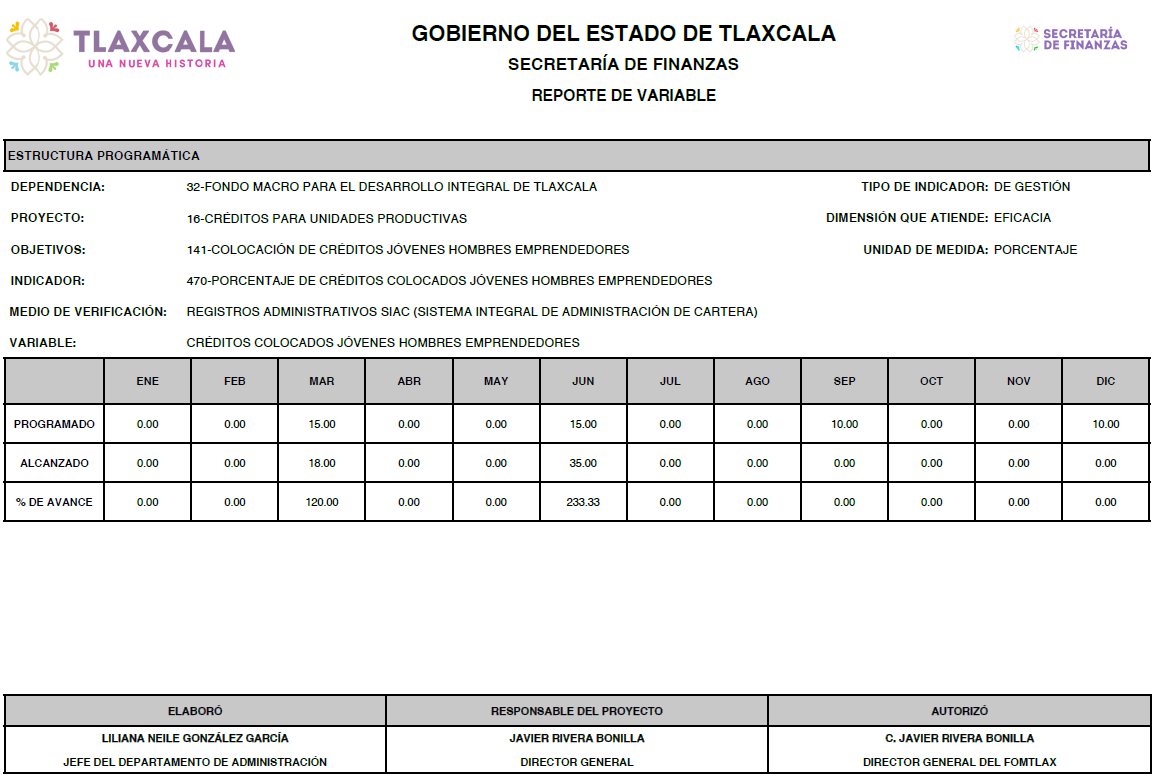 TLAXCALA
UNA NUEVA HISTORIA
GOBIERNO DEL ESTADO DE TLAXCALA
SECRETARÍA DE FINANZAS
REPORTE DE VARIABLE
SECRETARÍA
DE FINANZAS
ESTRUCTURA PROGRAMÁTICA
DEPENDENCIA: 32-FONDO MACRO PARA EL DESARROLLO INTEGRAL DE TLAXCALA TIPO DE INDICADOR: DE GESTIÓN
PROYECTO: 16-CRÉDITOS PARA UNIDADES PRODUCTIVAS DIMENSIÓN QUE ATIENDE: EFICACIA
OBJETIVOS: 141-COLOCACIÓN DE CRÉDITOS JÓVENES HOMBRES EMPRENDEDORES UNIDAD DE MEDIDA: PORCENTAJE
INDICADOR: 470-PORCENTAJE DE CRÉDITOS COLOCADOS JÓVENES HOMBRES EMPRENDEDORES
MEDIO DE VERIFICACIÓN: REGISTROS ADMINISTRATIVOS SIAC (SISTEMA INTEGRAL DE ADMINISTRACIÓN DE CARTERA)
VARIABLE: CRÉDITOS COLOCADOS JÓVENES HOMBRES EMPRENDEDORES
ENE FEB MAR ABR MAY JUN JUL AGO SEP OCT NOV DIC
PROGRAMADO 0.00 0.00 15.00 0.00 0.00 15.00 0.00 0.00 10.00 0.00 0.00 10.00
ALCANZADO 0.00 0.00 18.00 0.00 0.00 35.00 0.00 0.00 0.00 0.00 0.00 0.00
% DE AVANCE 0.00 0.00 120.00 0.00 0.00 233.33 0.00 0.00 0.00 0.00 0.00 0.00
ELABORÓ RESPONSABLE DEL PROYECTO AUTORIZÓ
LILIANA NEILE GONZÁLEZ GARCÍA JAVIER RIVERA BONILLA C. JAVIER RIVERA BONILLA
JEFE DEL DEPARTAMENTO DE ADMINISTRACIÓN DIRECTOR GENERAL DIRECTOR GENERAL DEL FOMTLAX